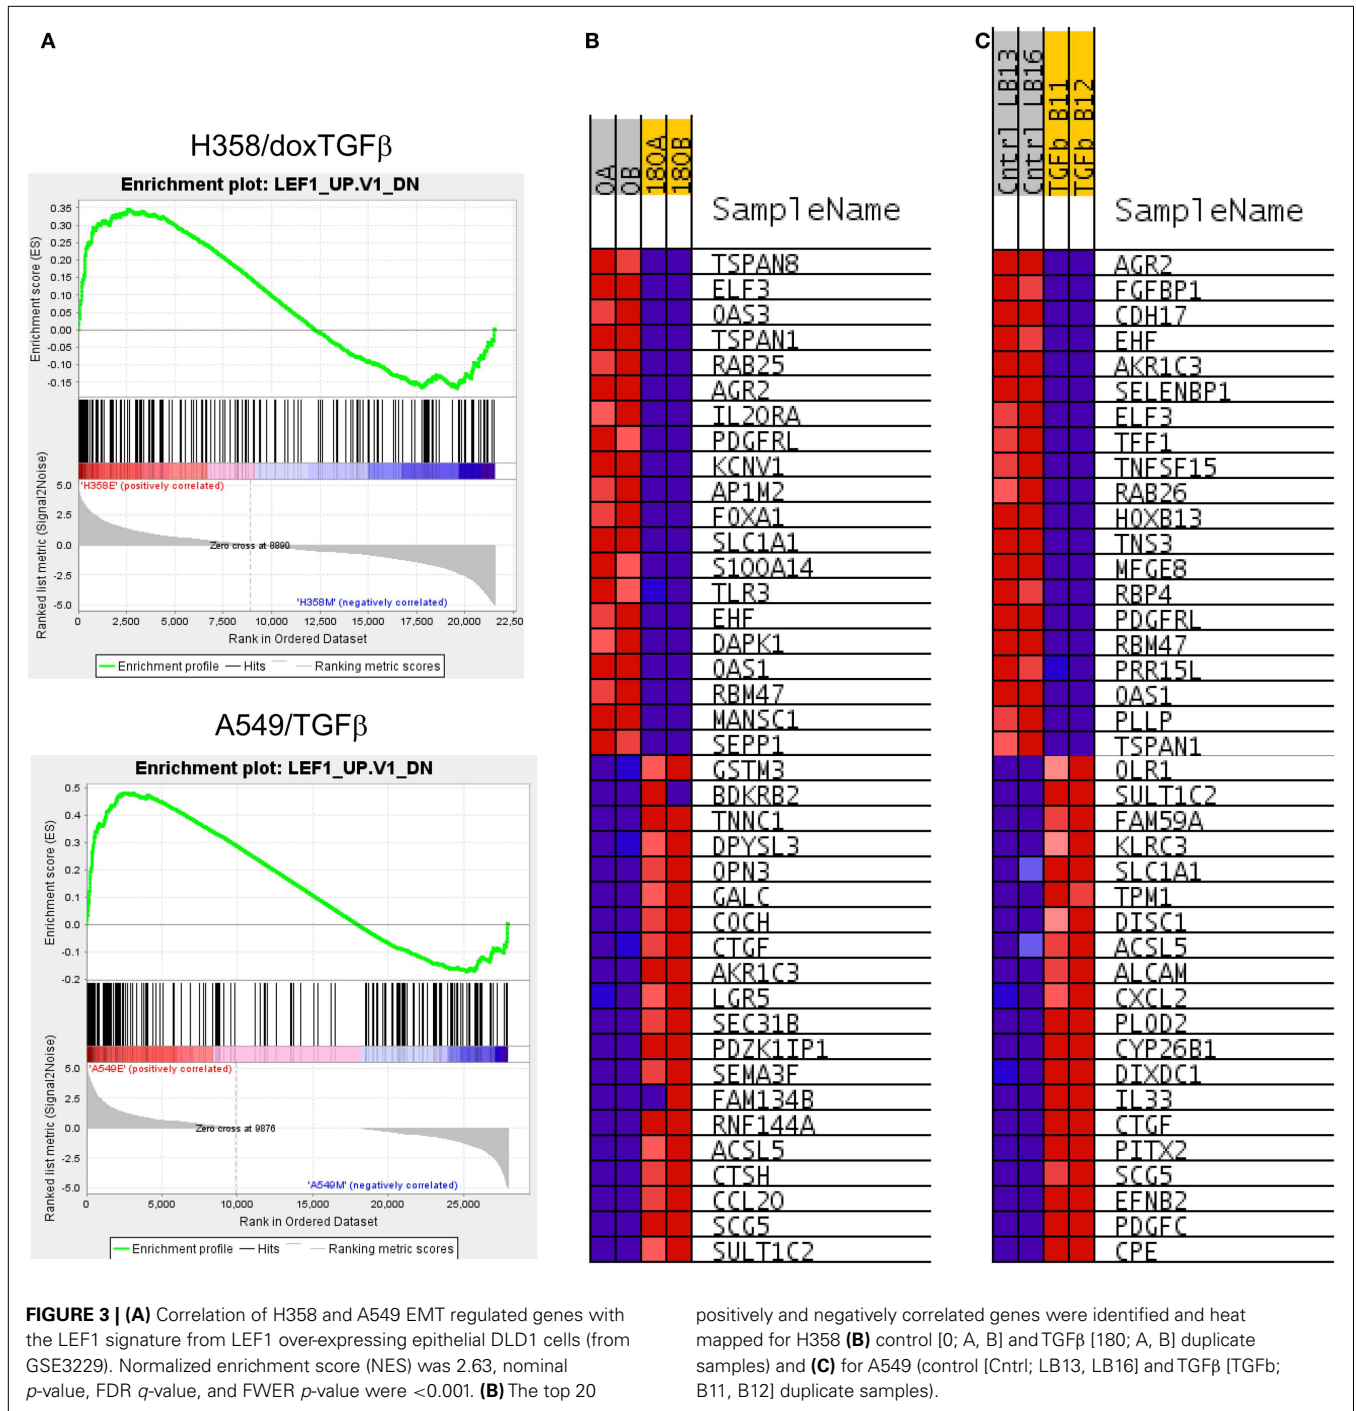 A
H358/doxTGFβ
Enrichment plot: LEF1_UP.V1_DN
Enrichment score (ES)
0.35
0.30
0.25
0.20
0.15
0.10
0.05
0.00
-0.05
-0.10
-0.15
Ranked list metric (Signal2Noise)
5.0
'H358E' (positively correlated)
2.5
0.0
Zero cross at 8890
-2.5
-5.0
'H358M' (negatively correlated)
0 2,500 5,000 7,500 10,000 12,500 15,000 17,500 20,000 22,50
Rank in Ordered Dataset
Enrichment profile Hits Ranking metric scores
A549/TGFβ
Enrichment plot: LEF1_UP.V1_DN
Enrichment score (ES)
0.5
0.4
0.3
0.2
0.1
0.0
-0.1
-0.2
Ranked list metric (Signal2Noise)
5.0
'A549E' (positively correlated)
2.5
0.0
Zero cross at 9876
-2.5
-5.0
'A549M' (negatively correlated)
0 5,000 10,000 15,000 20,000 25,000
Rank in Ordered Dataset
Enrichment profile Hits Ranking metric scores
B
0A
0B
180A
180B
SampleName
TSPAN8
ELF3
OAS3
TSPAN1
RAB25
AGR2
IL20RA
PDGFRL
KCNV1
AP1M2
FOXA1
SLC1A1
S100A14
TLR3
EHF
DAPK1
OAS1
RBM47
MANSC1
SEPP1
GSTM3
BDKRB2
TNNC1
DPYSL3
OPN3
GALC
COCH
CTGF
AKR1C3
LGR5
SEC31B
PDZK1IP1
SEMA3F
FAM134B
RNF144A
ACSL5
CTSH
CCL20
SCG5
SULT1C2
C
Cntrl LB13
Cntrl LB16
TGFb B11
TGFb B12
SampleName
AGR2
FGFBP1
CDH17
EHF
AKR1C3
SELENBP1
ELF3
TFF1
TNFSF15
RAB26
HOXB13
TNS3
MFGE8
RBP4
PDGFRL
RBM47
PRR15L
OAS1
PLLP
TSPAN1
OLR1
SULT1C2
FAM59A
KLRC3
SLC1A1
TPM1
DISC1
ACSL5
ALCAM
CXCL2
PLOD2
CYP26B1
DIXDC1
IL33
CTGF
PITX2
SCG5
EFNB2
PDGFC
CPE
FIGURE 3 | (A) Correlation of H358 and A549 EMT regulated genes with
the LEF1 signature from LEF1 over-expressing epithelial DLD1 cells (from
GSE3229). Normalized enrichment score (NES) was 2.63, nominal
p-value, FDR q-value, and FWER p-value were <0.001. (B) The top 20
positively and negatively correlated genes were identified and heat
mapped for H358 (B) control [0; A, B] and TGFβ [180; A, B] duplicate
samples) and (C) for A549 (control [Cntrl; LB13, LB16] and TGFβ [TGFb;
B11, B12] duplicate samples).